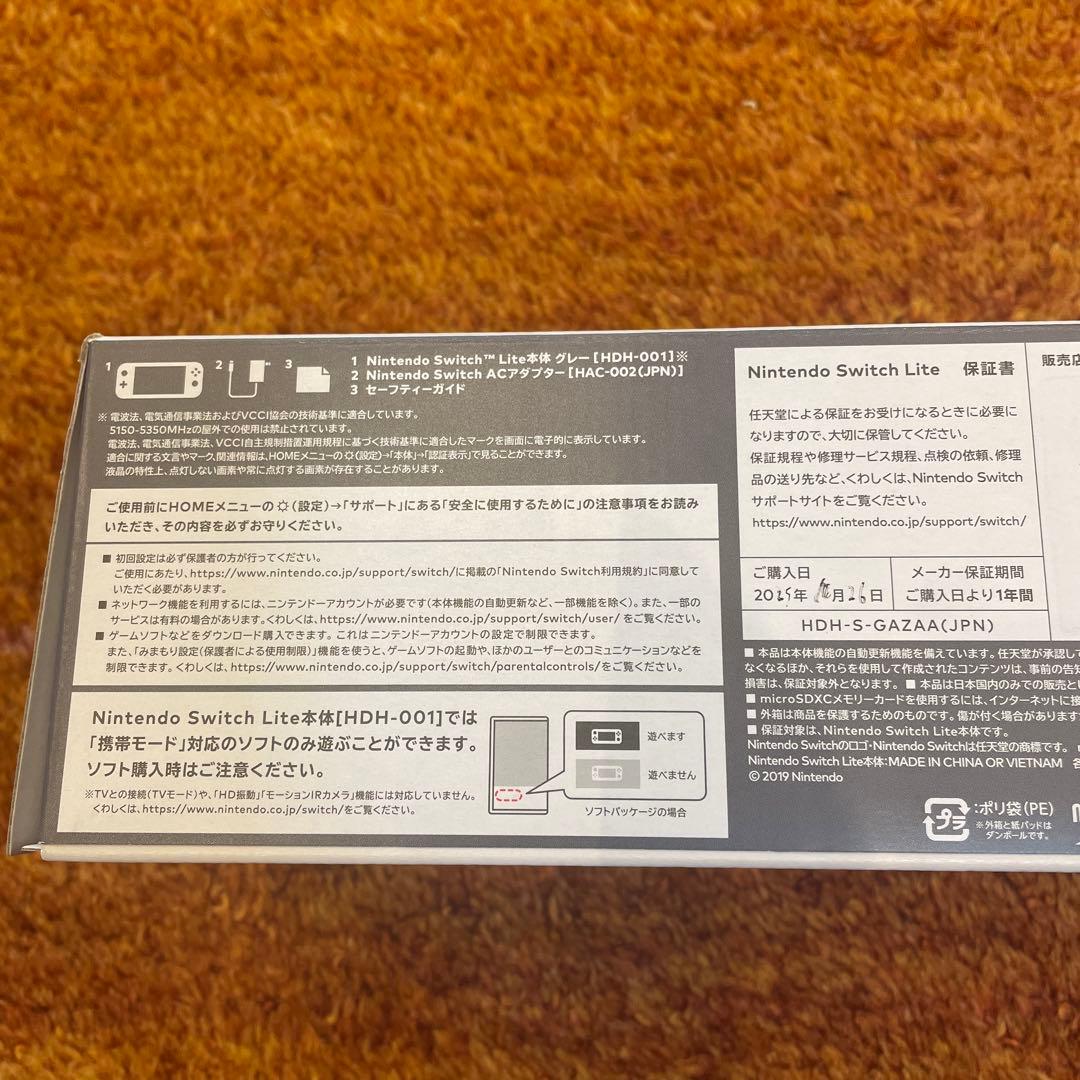 1
2
3
1 Nintendo Switch™ Lite本体 グレー [HDH-001]※
2 Nintendo Switch ACアダプター [HAC-002(JPN)]
3 セーフティーガイド
※ 電波法、電気通信事業法およびVCCI協会の技術基準に適合しています。
5150-5350MHzの屋外での使用は禁止されています。
電波法、電気通信事業法、VCCI自主規制措置運用規程に基づく技術基準に適合したマークを画面に電子的に表示しています。
適合に関する文言やマーク、関連情報は、HOMEメニューの(設定)→「本体」→「認証表示」で見ることができます。
液晶の特性上、点灯しない画素や常に点灯する画素が存在することがあります。
ご使用前にHOMEメニューの(設定)→「サポート」にある「安全に使用するために」の注意事項をお読み
いただき、その内容を必ずお守りください。
■ 初回設定は必ず保護者の方が行ってください。
ご使用にあたり、https://www.nintendo.co.jp/support/switch/に掲載の「Nintendo Switch利用規約」に同意して
いただく必要があります。
■ ネットワーク機能を利用するには、ニンテンドーアカウントが必要です(本体機能の自動更新など、一部機能を除く)。また、一部の
サービスは有料の場合があります。くわしくは、https://www.nintendo.co.jp/support/switch/user/ をご覧ください。
■ ゲームソフトなどをダウンロード購入できます。これはニンテンドーアカウントの設定で制限できます。
また、「みまもり設定(保護者による使用制限)」機能を使うと、ゲームソフトの起動や、ほかのユーザーとのコミュニケーションなどを
制限できます。くわしくは、https://www.nintendo.co.jp/support/switch/parentalcontrols/をご覧ください。
Nintendo Switch Lite本体[HDH-001]では
「携帯モード」対応のソフトのみ遊ぶことができます。
ソフト購入時はご注意ください。
※TVとの接続(TVモード)や、「HD振動」「モーションIRカメラ」機能には対応していません。
くわしくは、https://www.nintendo.co.jp/switch/をご覧ください。
遊べます
遊べません
ソフトパッケージの場合
Nintendo Switch Lite 保証書
任天堂による保証をお受けになるときに必要に
なりますので、大切に保管してください。
保証規程や修理サービス規程、点検の依頼、修理
品の送り先など、くわしくは、Nintendo Switch
サポートサイトをご覧ください。
https://www.nintendo.co.jp/support/switch/
ご購入日
2025年 月26日
メーカー保証期間
ご購入日より1年間
HDH-S-GAZAA(JPN)
販売店
■ 本品は本体機能の自動更新機能を備えています。任天堂が承認して
なくなるほか、それらを使用して作成されたコンテンツは、事前の告知
損害は、保証対象外となります。 ■ 本品は日本国内のみでの販売と
■ microSDXCメモリーカードを使用するには、インターネットに接
■ 外箱は商品を保護するためのものです。傷が付く場合があります
■ 保証対象は、Nintendo Switch Lite本体です。
Nintendo Switchのロゴ・Nintendo Switchは任天堂の商標です。
Nintendo Switch Lite本体:MADE IN CHINA OR VIETNAM
© 2019 Nintendo
プラ
:ポリ袋(PE)
※外箱と紙パッドは
ダンボールです。